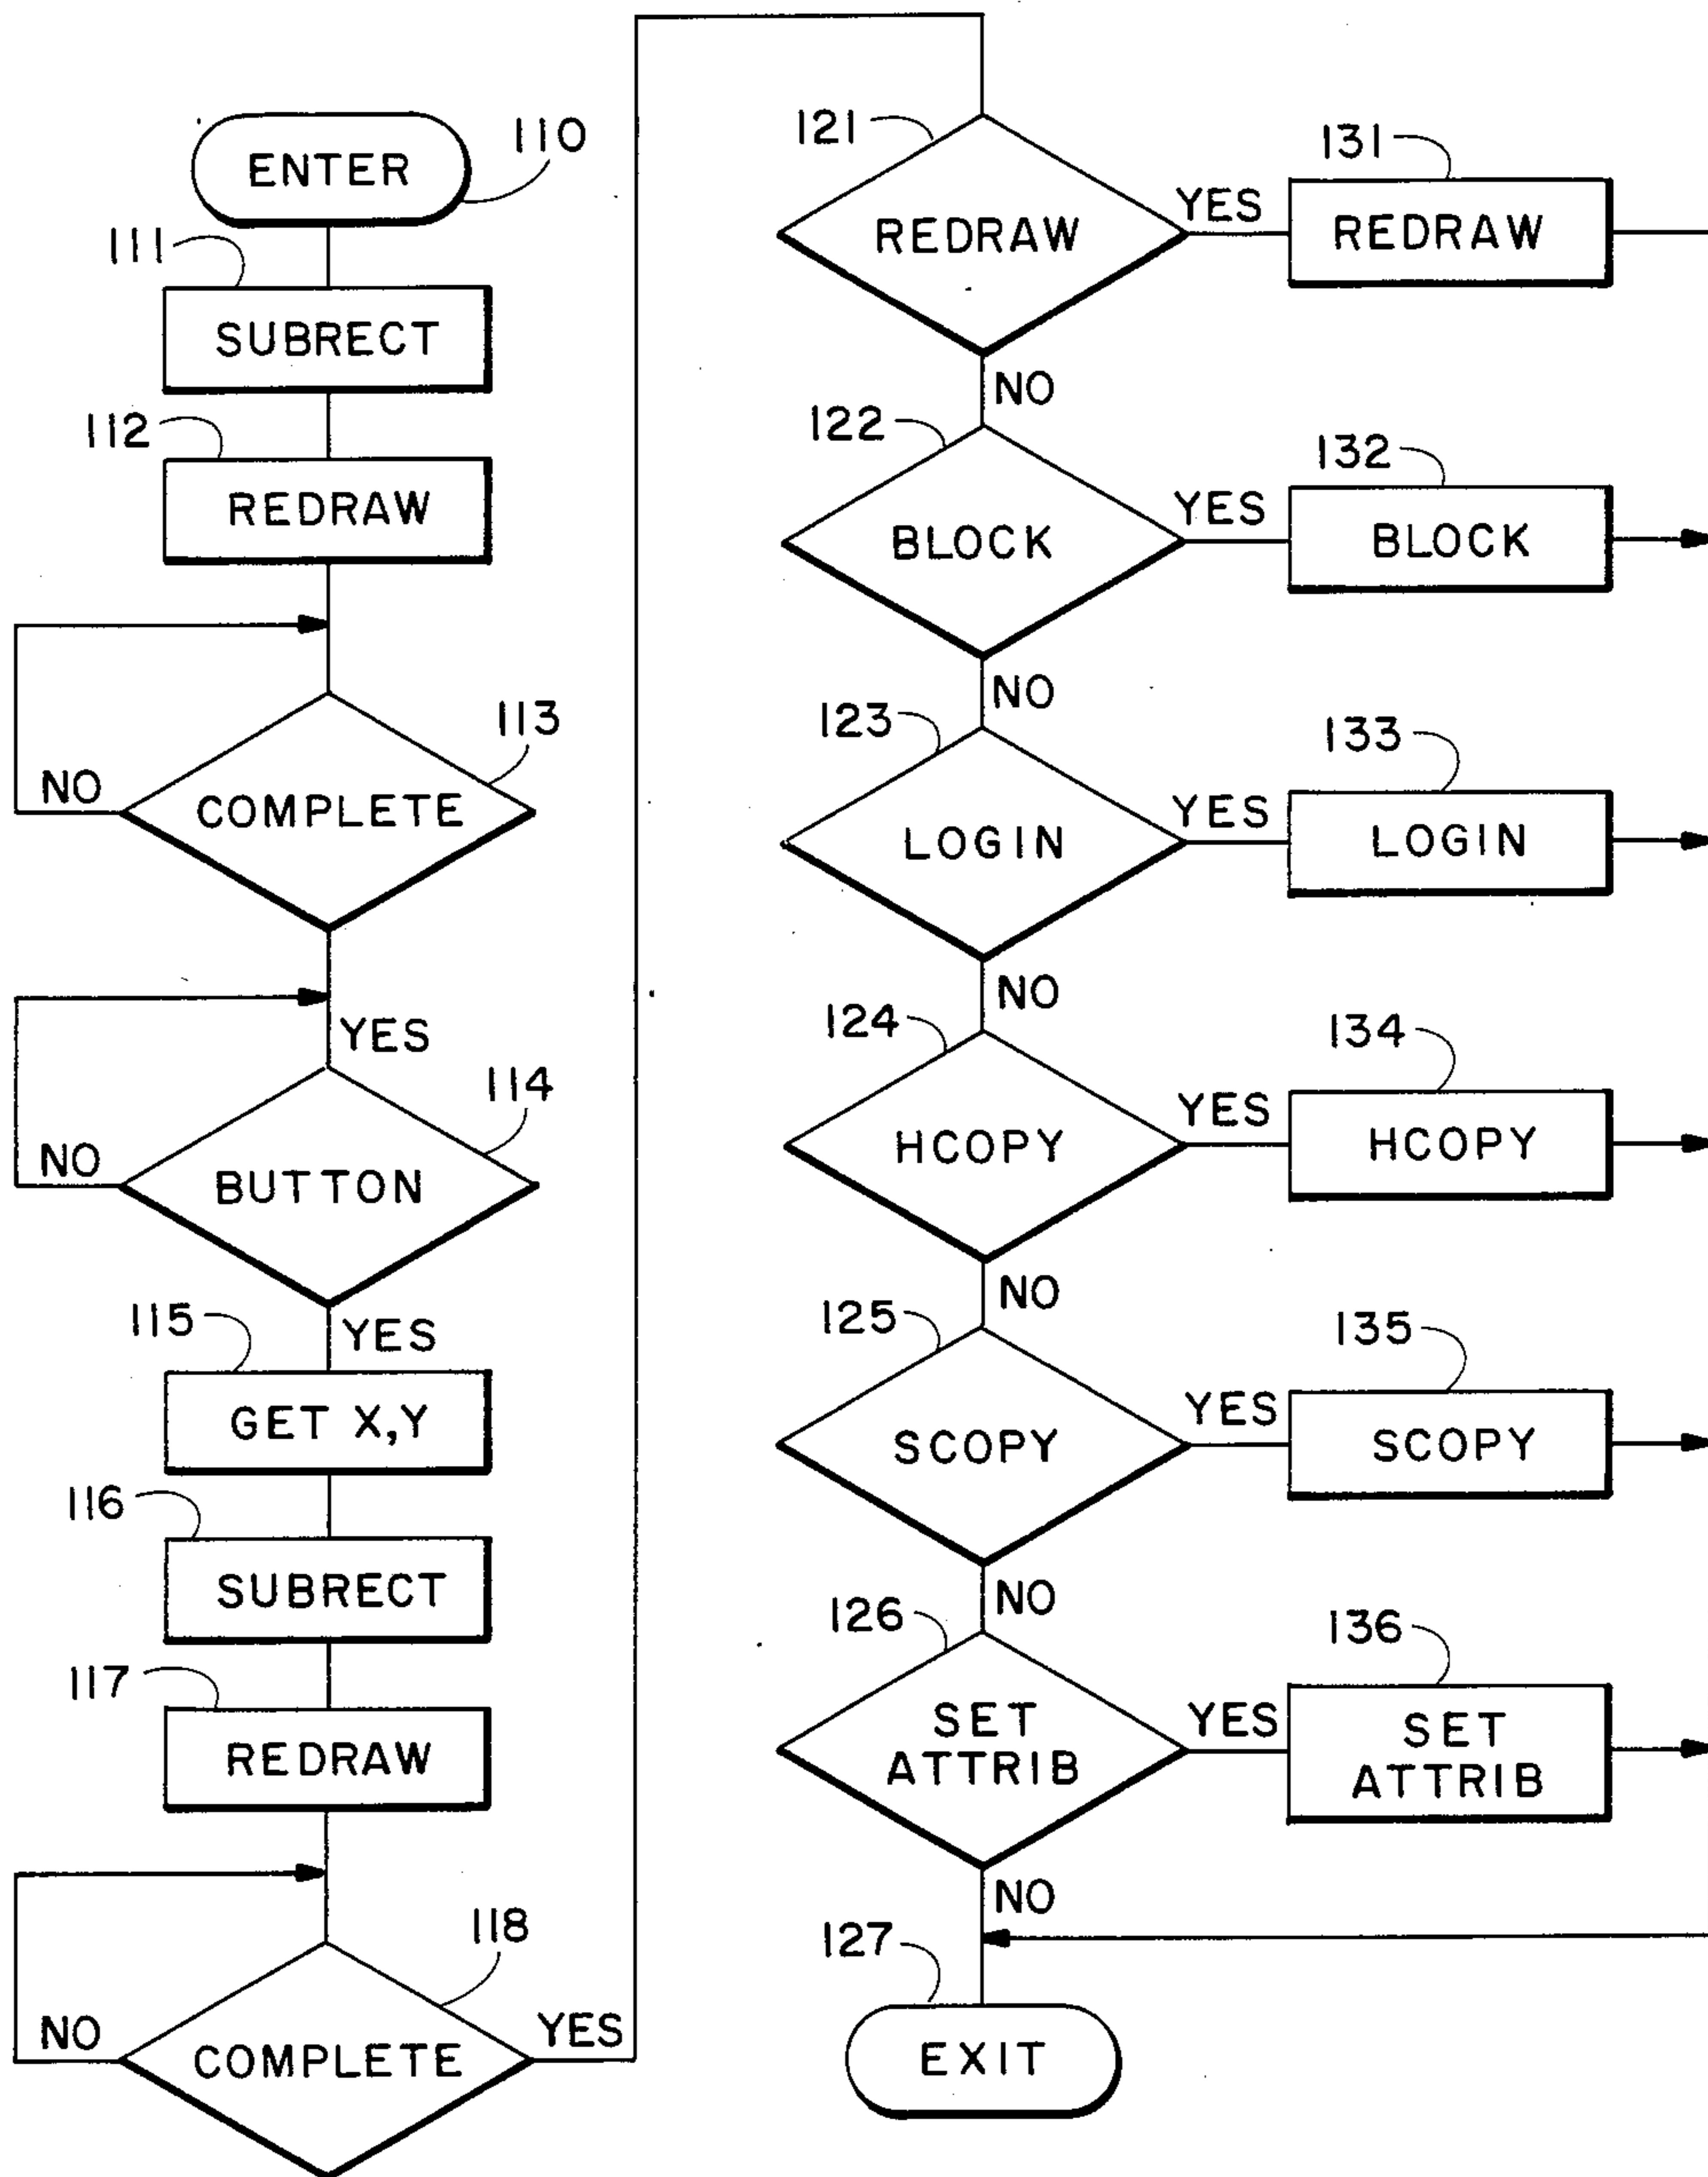 110
ENTER
111
SUBRECT
112
REDRAW
113
NO
COMPLETE
YES
114
NO
BUTTON
YES
115
GET X,Y
116
SUBRECT
117
REDRAW
118
NO
COMPLETE
YES
121
REDRAW
YES
131
REDRAW
NO
122
BLOCK
YES
132
BLOCK
NO
123
LOGIN
YES
133
LOGIN
NO
124
HCOPY
YES
134
HCOPY
NO
125
SCOPY
YES
135
SCOPY
NO
126
SET
ATTRIB
YES
136
SET
ATTRIB
NO
127
EXIT